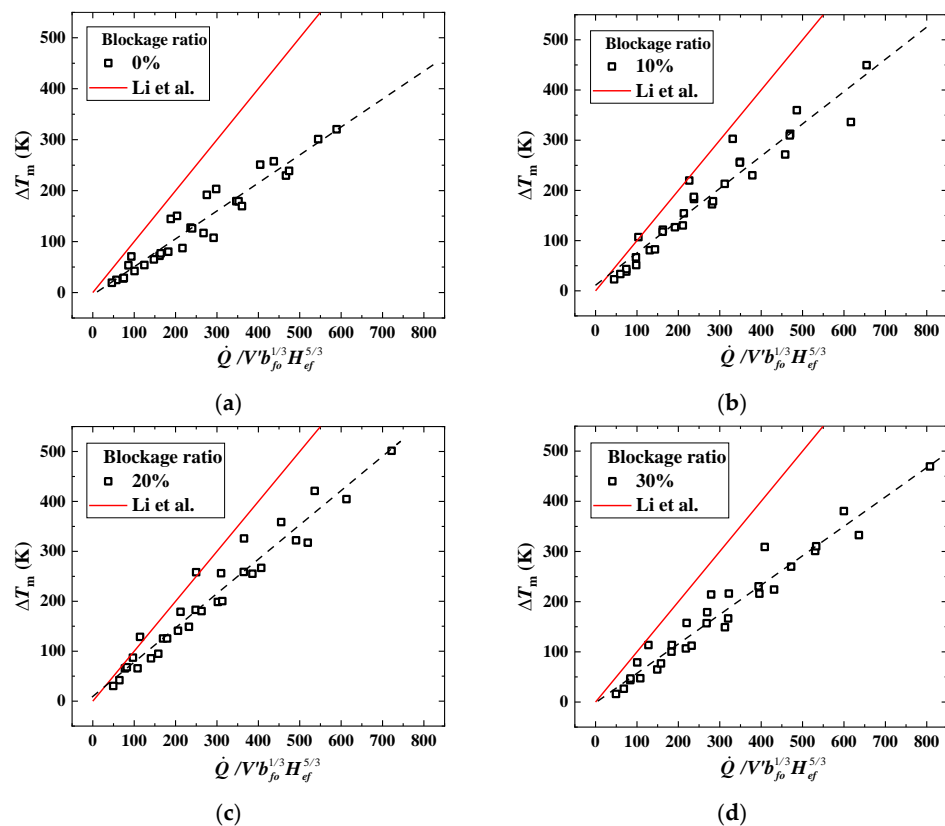 500
400
300
200
100
0
ΔTm (K)
Blockage ratio
0%
Li et al.
0 100 200 300 400 500 600 700 800
Q̇ /V'b_fo^1/3 H_ef^5/3
(a)
500
400
300
200
100
0
ΔTm (K)
Blockage ratio
10%
Li et al.
0 100 200 300 400 500 600 700 800
Q̇ /V'b_fo^1/3 H_ef^5/3
(b)
500
400
300
200
100
0
ΔTm (K)
Blockage ratio
20%
Li et al.
0 100 200 300 400 500 600 700 800
Q̇ /V'b_fo^1/3 H_ef^5/3
(c)
500
400
300
200
100
0
ΔTm (K)
Blockage ratio
30%
Li et al.
0 100 200 300 400 500 600 700 800
Q̇ /V'b_fo^1/3 H_ef^5/3
(d)